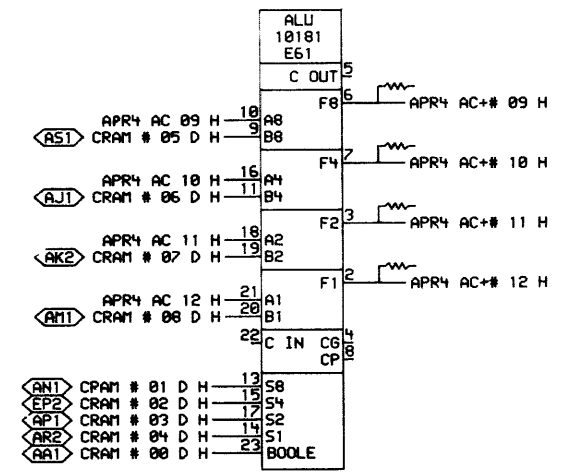 ALU
10181
E61
C OUT 5
F8 6 APR4 AC+# 09 H
APR4 AC 09 H 10 A8
AS1 CRAM # 05 D H 9 B8
F4 7 APR4 AC+# 10 H
APR4 AC 10 H 16 A4
AJ1 CRAM # 06 D H 11 B4
F2 3 APR4 AC+# 11 H
APR4 AC 11 H 18 A2
AK2 CRAM # 07 D H 19 B2
F1 2 APR4 AC+# 12 H
APR4 AC 12 H 21 A1
AM1 CRAM # 08 D H 20 B1
22 C IN CG 4
CP 8
AN1 CRAM # 01 D H 13 S8
EP2 CRAM # 02 D H 15 S4
AP1 CRAM # 03 D H 17 S2
AR2 CRAM # 04 D H 14 S1
AA1 CRAM # 00 D H 23 BOOLE